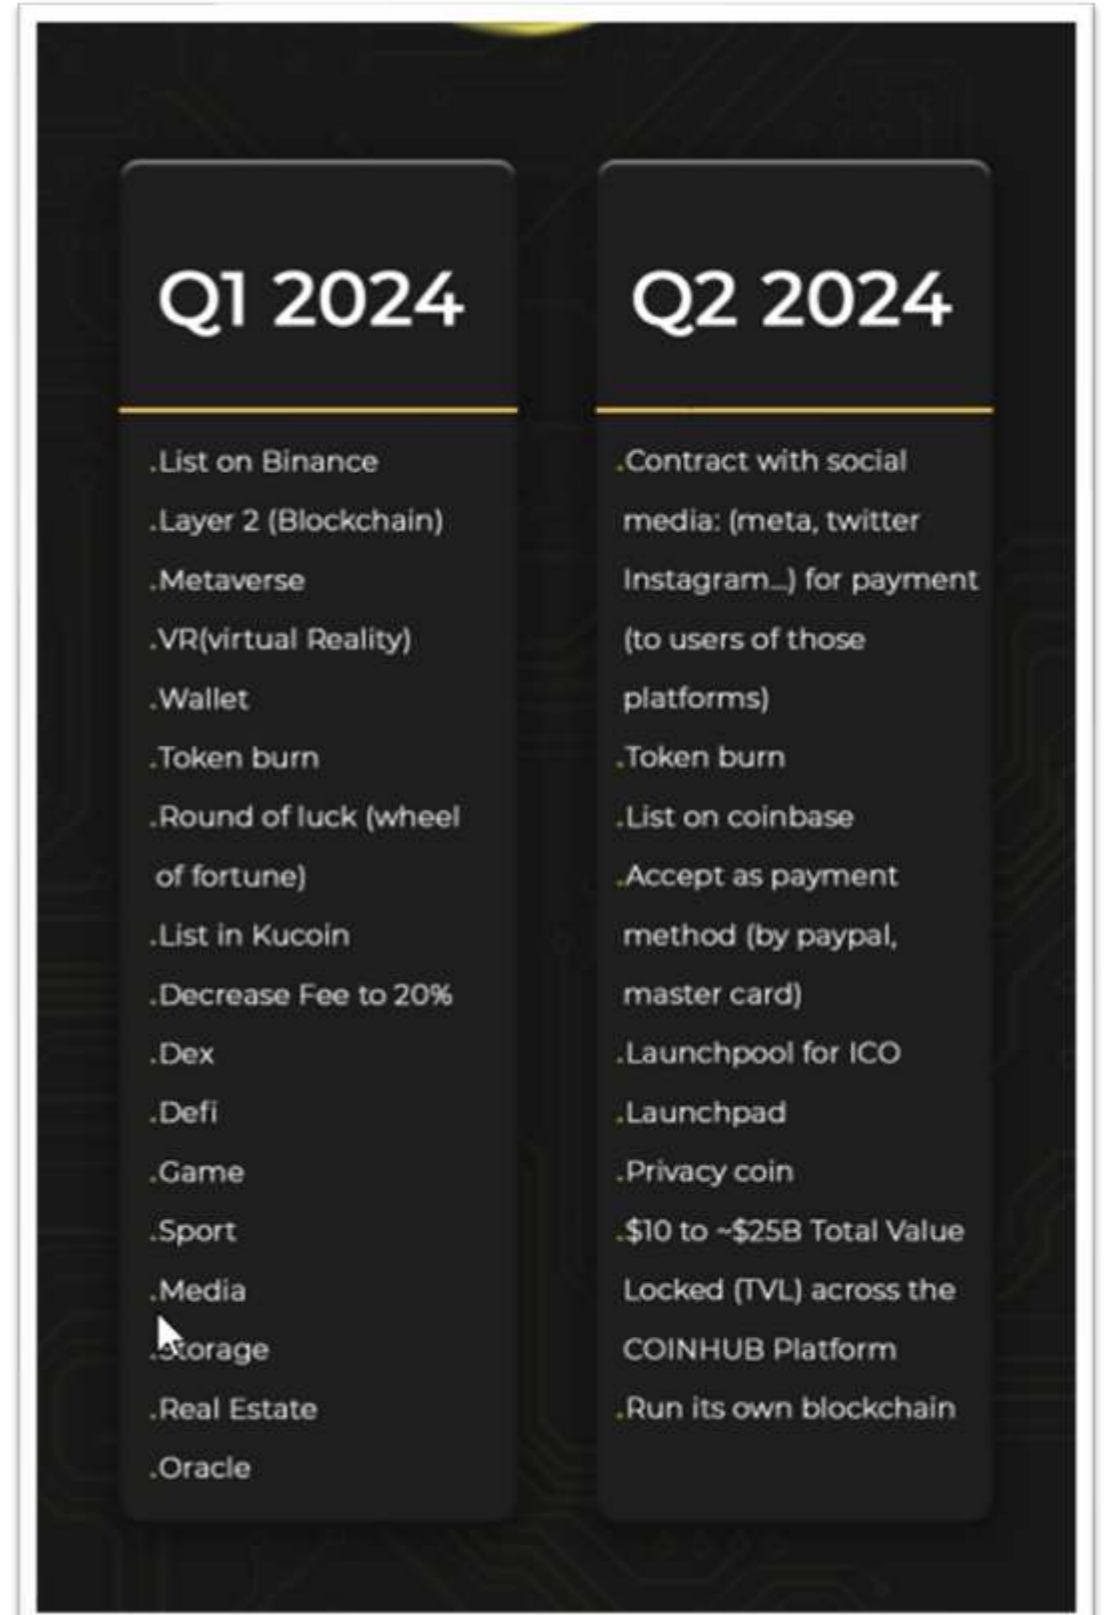 Q1 2024
.List on Binance
.Layer 2 (Blockchain)
.Metaverse
.VR(virtual Reality)
.Wallet
.Token burn
.Round of luck (wheel
of fortune)
.List in Kucoin
.Decrease Fee to 20%
.Dex
.Defi
.Game
.Sport
.Media
.Storage
.Real Estate
.Oracle
Q2 2024
.Contract with social
media: (meta, twitter
Instagram...) for payment
(to users of those
platforms)
.Token burn
.List on coinbase
.Accept as payment
method (by paypal,
master card)
.Launchpool for ICO
.Launchpad
.Privacy coin
.$10 to ~$25B Total Value
Locked (TVL) across the
COINHUB Platform
.Run its own blockchain